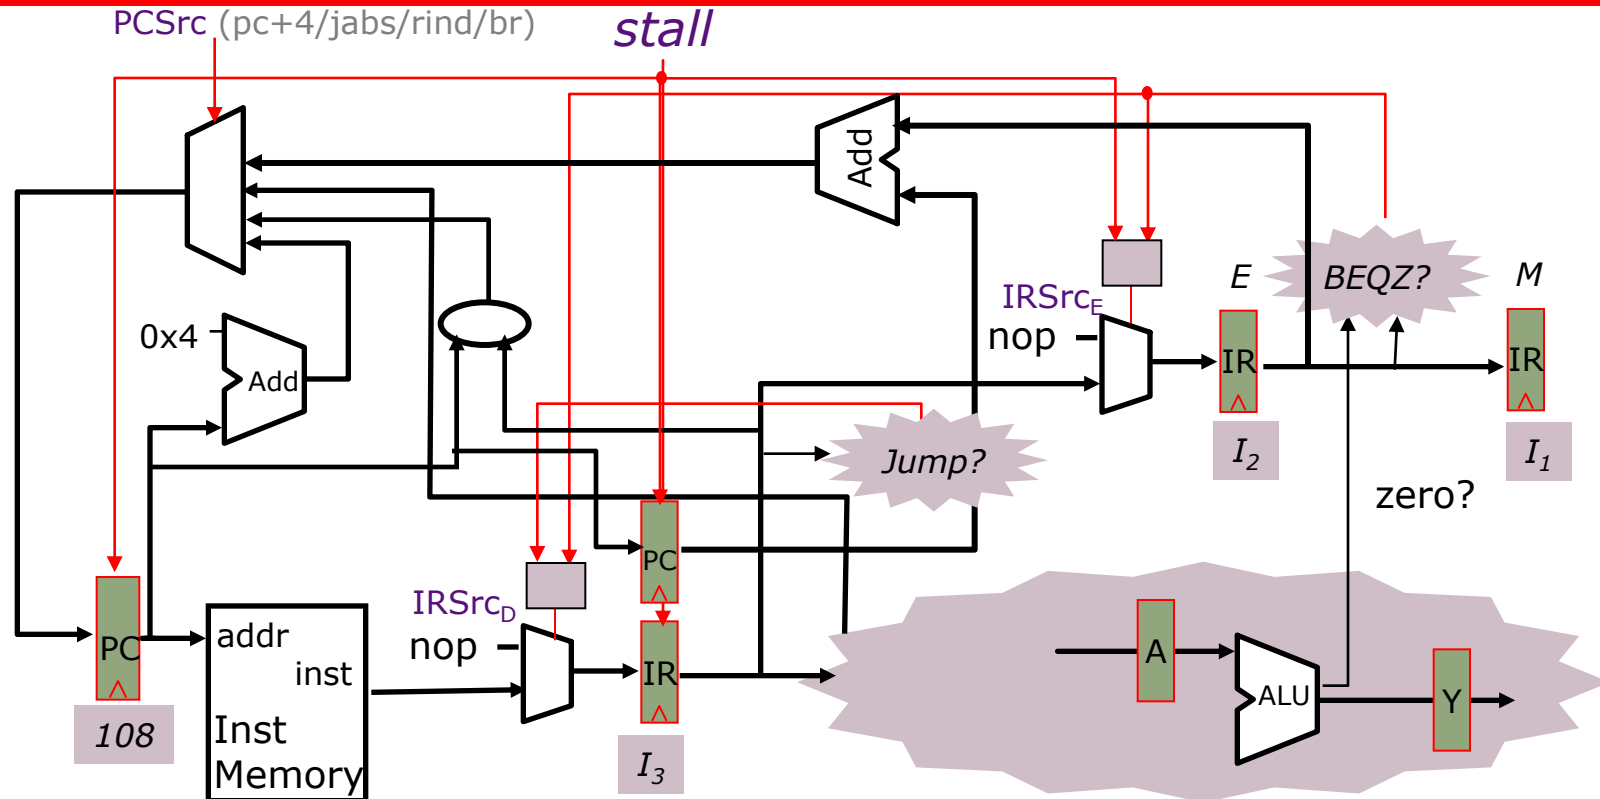 PCSrc (pc+4/jabs/rind/br)
stall
Add
E
BEQZ?
M
IRSrcE
nop
0x4
Add
IR
IR
Jump?
I2
I1
zero?
PC
IRSrcD
nop
PC
addr
inst
IR
A
ALU
Y
108
Inst
Memory
I3